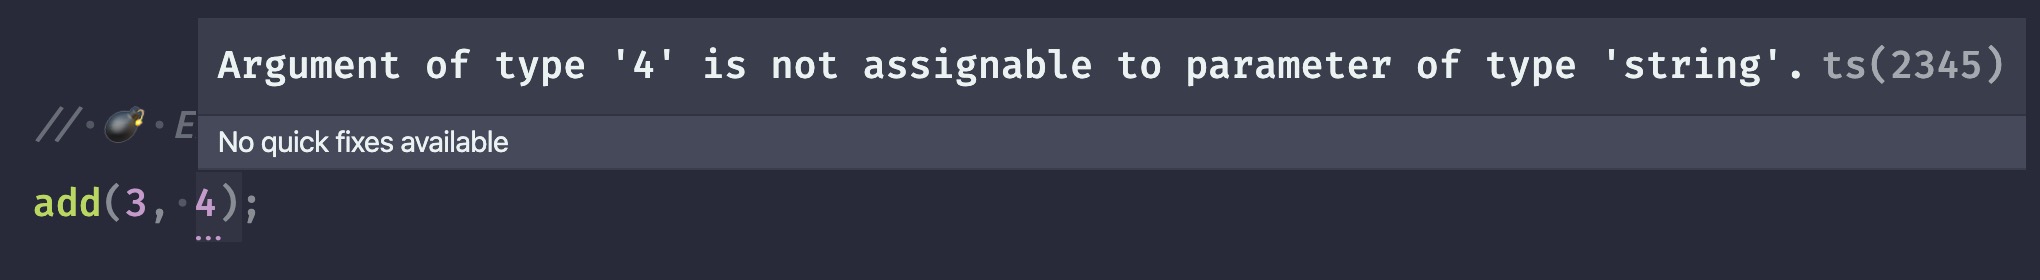 Argument of type '4' is not assignable to parameter of type 'string'. ts(2345)
//·💣·E
No quick fixes available
add(3,·4);